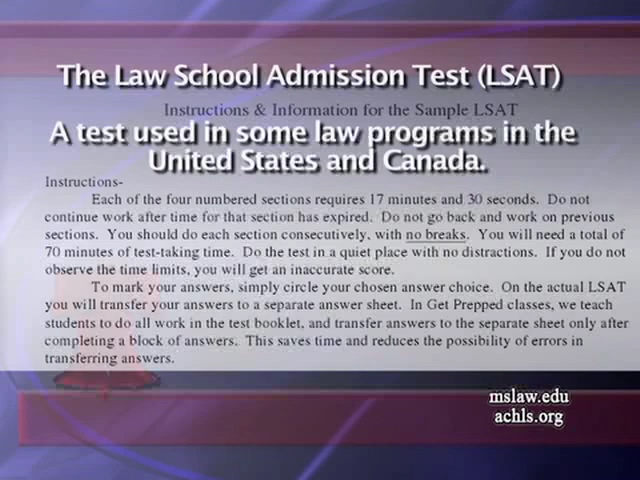 The Law School Admission Test (LSAT)
Instructions & Information for the Sample LSAT
A test used in some law programs in the
United States and Canada.
Instructions-
Each of the four numbered sections requires 17 minutes and 30 seconds. Do not
continue work after time for that section has expired. Do not go back and work on previous
sections. You should do each section consecutively, with no breaks. You will need a total of
70 minutes of test-taking time. Do the test in a quiet place with no distractions. If you do not
observe the time limits, you will get an inaccurate score.
To mark your answers, simply circle your chosen answer choice. On the actual LSAT
you will transfer your answers to a separate answer sheet. In Get Prepped classes, we teach
students to do all work in the test booklet, and transfer answers to the separate sheet only after
completing a block of answers. This saves time and reduces the possibility of errors in
transferring answers.
mslaw.edu
achls.org